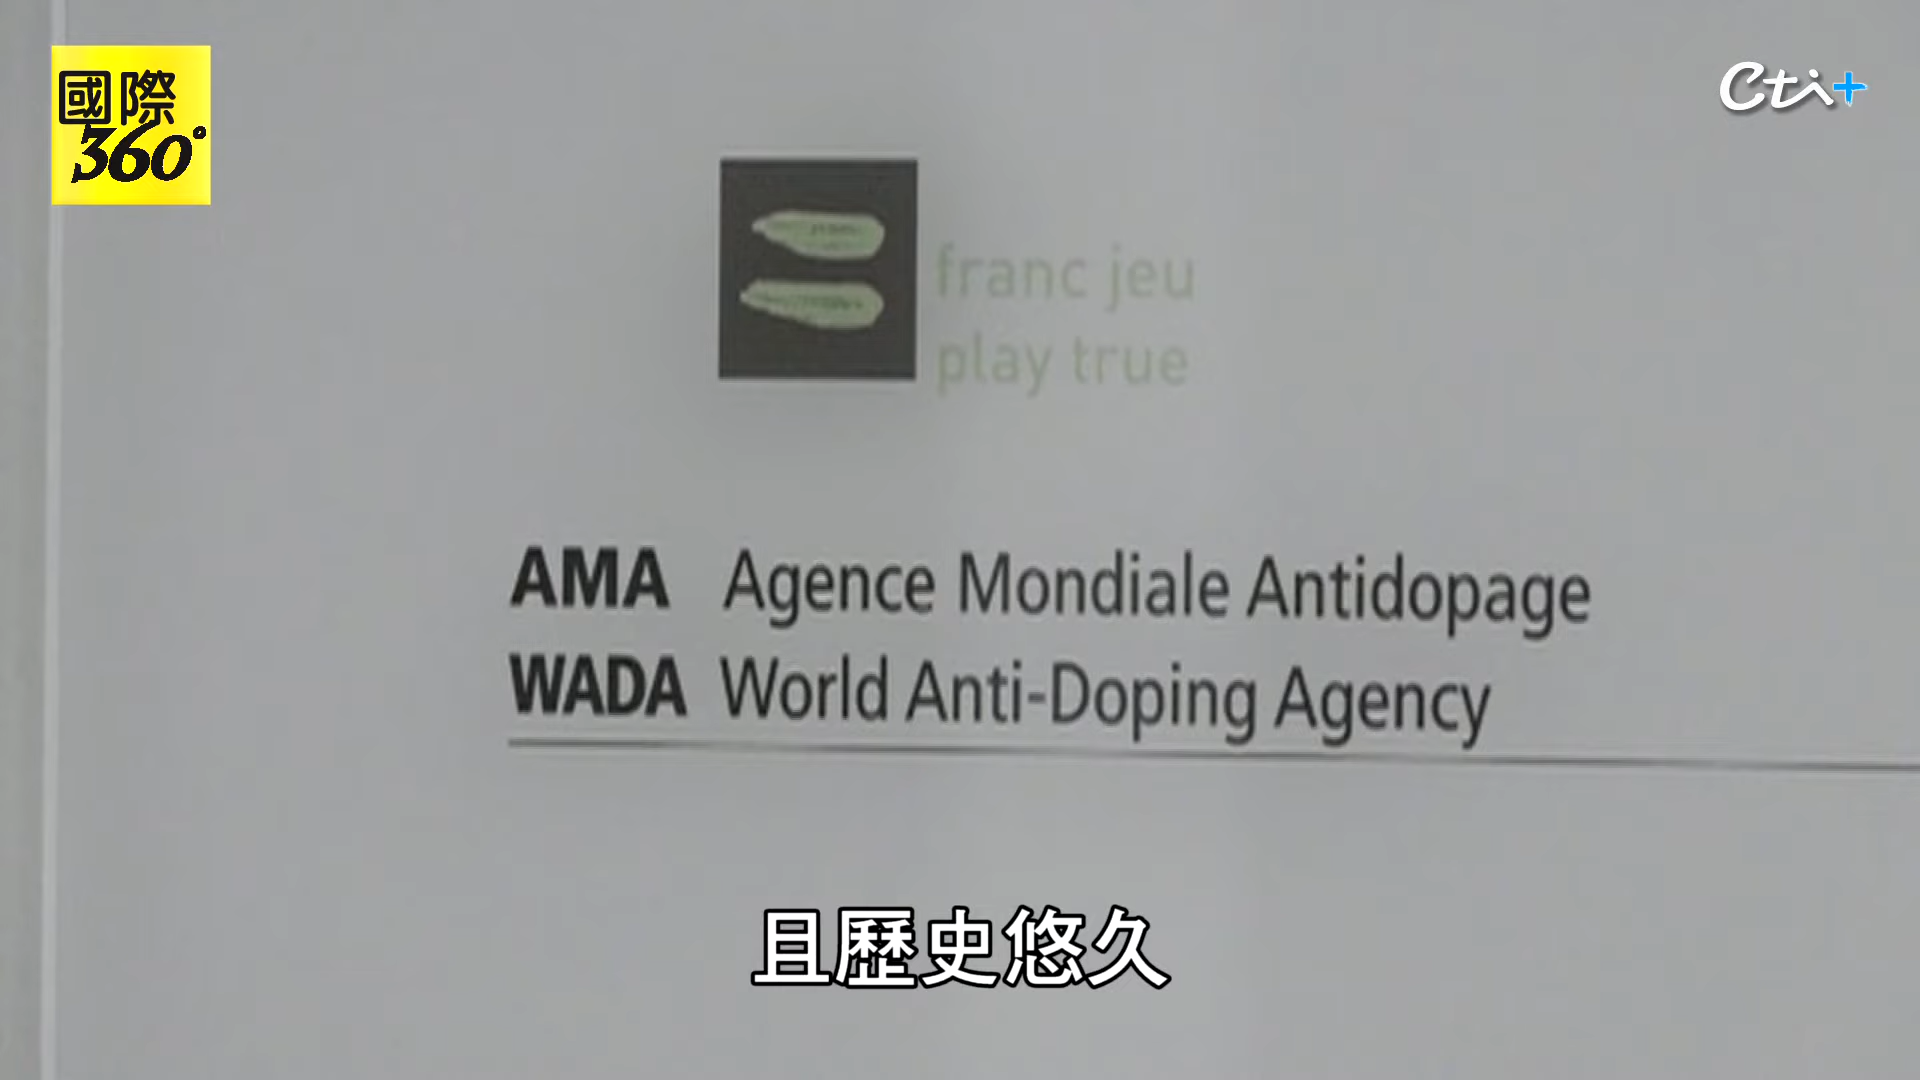 國際
360°
Cti+
franc jeu
play true
AMA Agence Mondiale Antidopage
WADA World Anti-Doping Agency
且歷史悠久